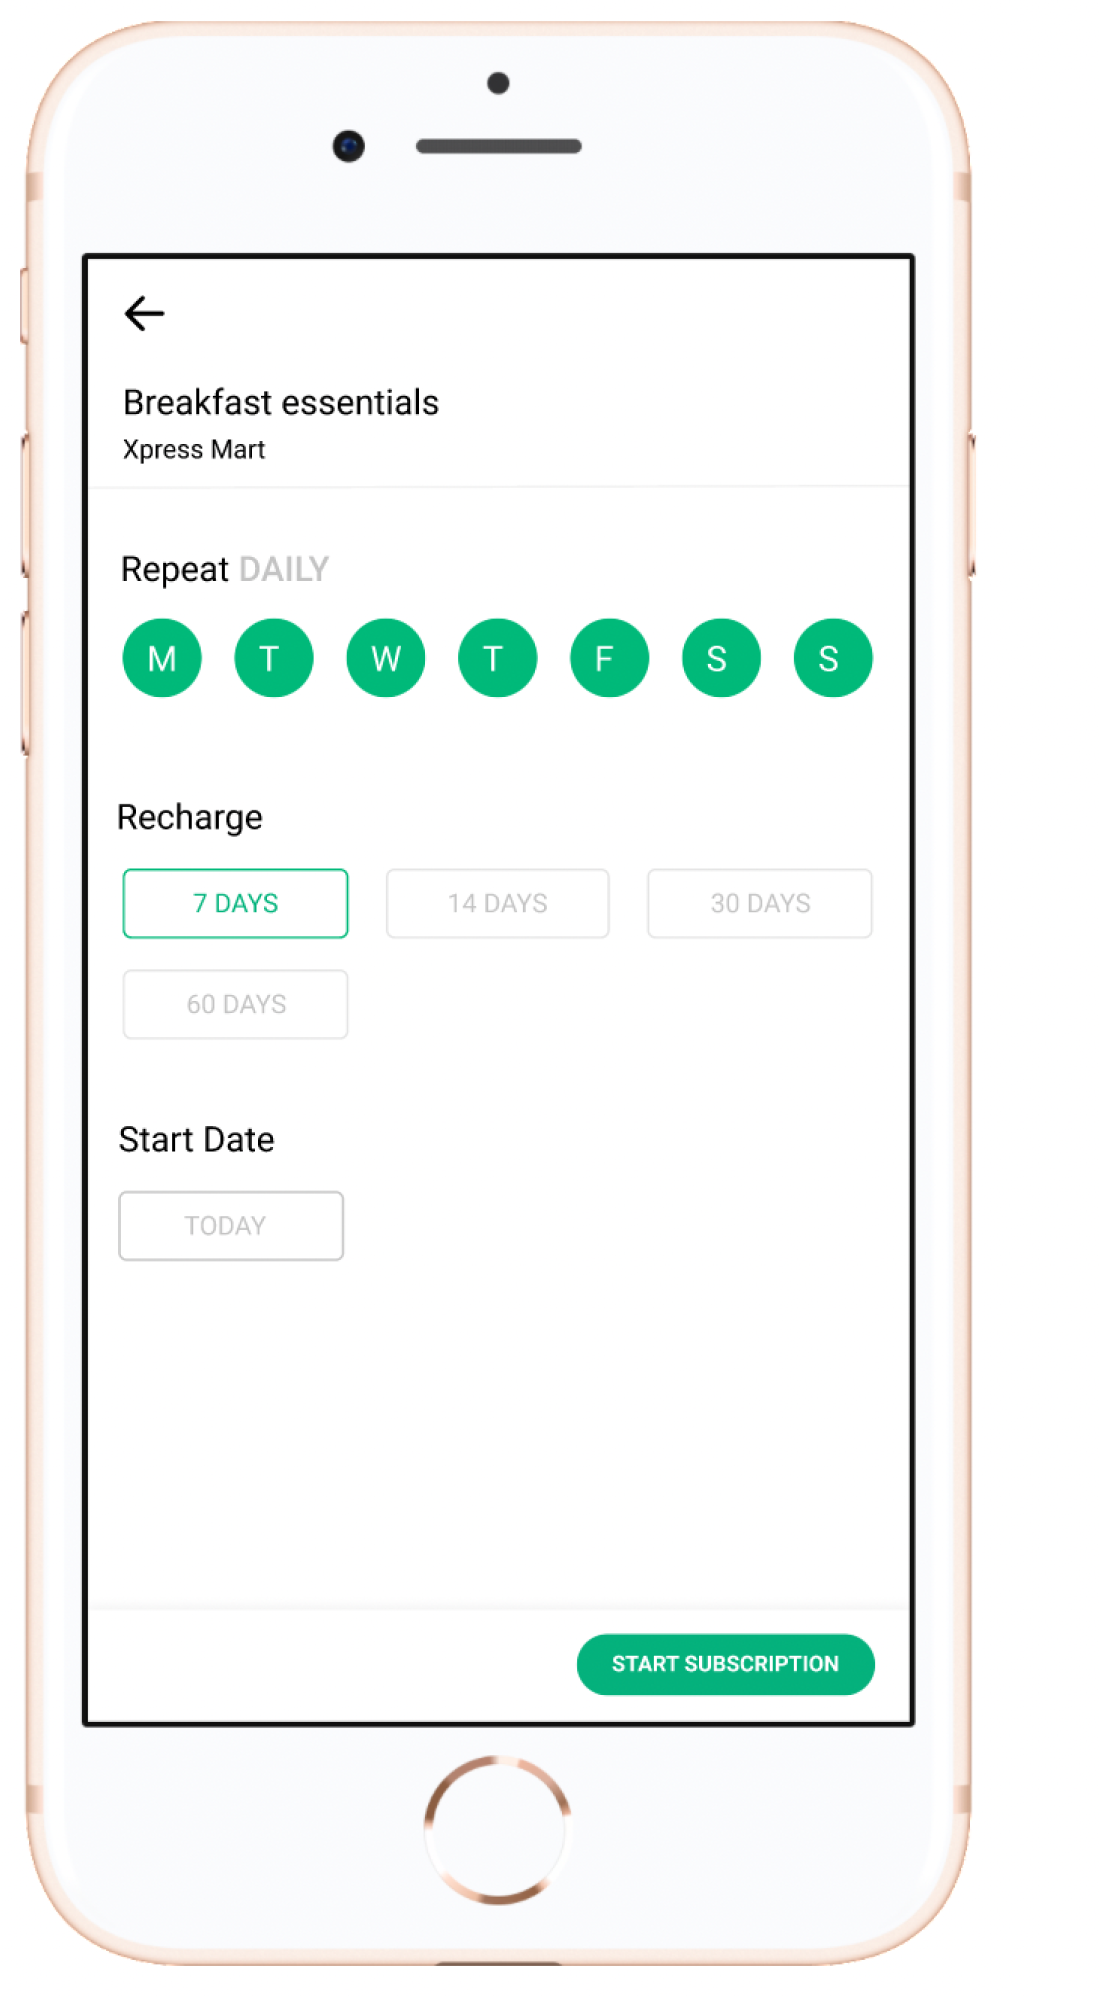 Breakfast essentials
Xpress Mart
Repeat DAILY
M T W T F S S
Recharge
7 DAYS 14 DAYS 30 DAYS
60 DAYS
Start Date
TODAY
START SUBSCRIPTION